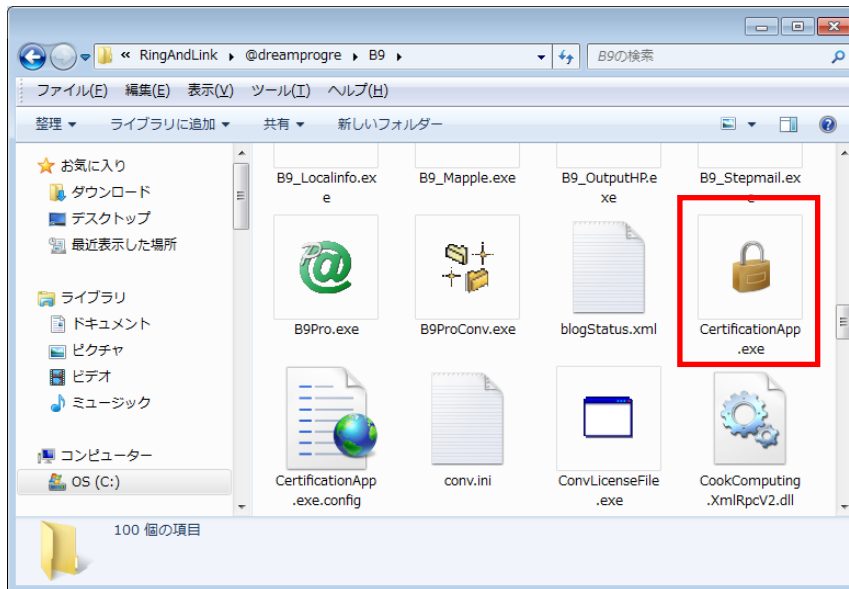 « RingAndLink ▸ @dreamprogre ▸ B9 ▸
B9の検索
ファイル(F) 編集(E) 表示(V) ツール(T) ヘルプ(H)
整理 ▼ ライブラリに追加 ▼ 共有 ▼ 新しいフォルダー
お気に入り
ダウンロード
デスクトップ
最近表示した場所
ライブラリ
ドキュメント
ピクチャ
ビデオ
ミュージック
コンピューター
OS (C:)
B9_Localinfo.ex
e
B9_Mapple.exe
B9_OutputHP.e
xe
B9_Stepmail.ex
e
B9Pro.exe
B9ProConv.exe
blogStatus.xml
CertificationApp
.exe
CertificationApp
.exe.config
conv.ini
ConvLicenseFile
.exe
CookComputing
.XmlRpcV2.dll
100 個の項目